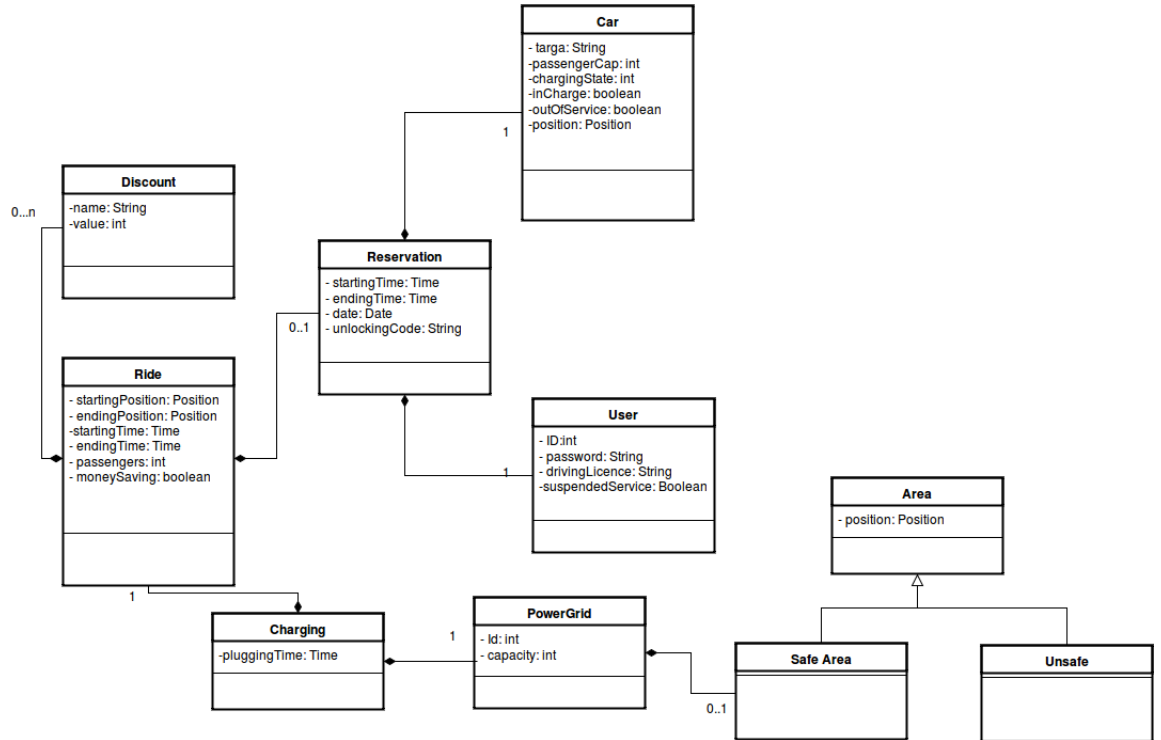 Car
- targa: String
-passengerCap: int
-chargingState: int
-inCharge: boolean
-outOfService: boolean
-position: Position
1
Discount
-name: String
-value: int
0...n
Reservation
- startingTime: Time
- endingTime: Time
- date: Date
- unlockingCode: String
0..1
Ride
- startingPosition: Position
- endingPosition: Position
-startingTime: Time
- endingTime: Time
- passengers: int
- moneySaving: boolean
User
- ID:int
- password: String
- drivingLicence: String
-suspendedService: Boolean
1
Area
- position: Position
1
Charging
-pluggingTime: Time
1
PowerGrid
- Id: int
- capacity: int
0..1
Safe Area
Unsafe